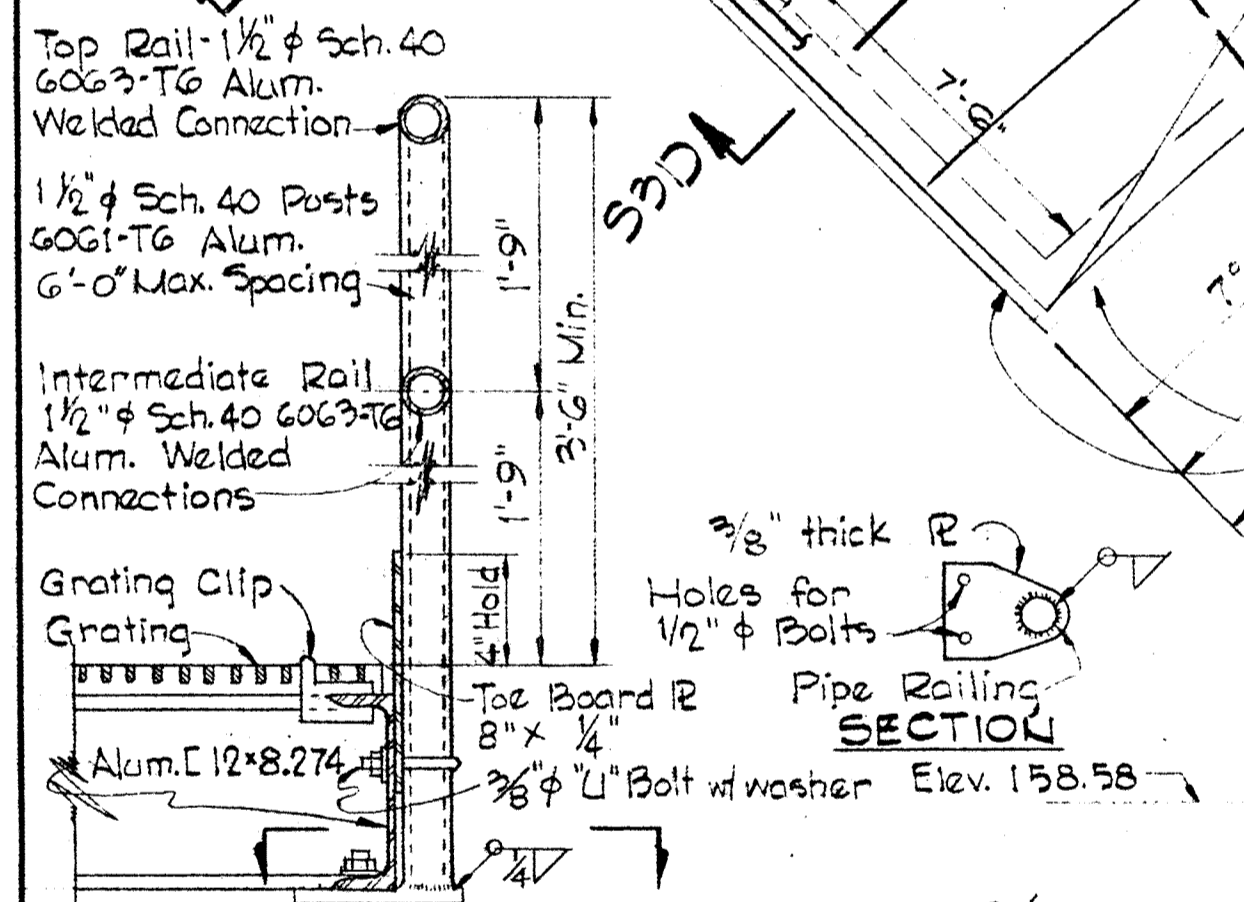 Top Rail-1½" ϕ Sch. 40
6063-T6 Alum.
Welded Connection
1½" ϕ Sch. 40 Posts
6061-T6 Alum.
6'-0" Max. Spacing
Intermediate Rail
1½" ϕ Sch. 40 6063-T6
Alum. Welded
Connections
Grating Clip
Grating
Alum. [ 12×8.274
1'-9"
1'-9"
3'-6" Min.
4" Hold
Toe Board ⅊
8" × ¼"
3/8" ϕ "U" Bolt w/ washer
1/4
S3D
7'-6"
3/8" thick ⅊
Holes for
1/2" ϕ Bolts
Pipe Railing
SECTION
Elev. 158.58